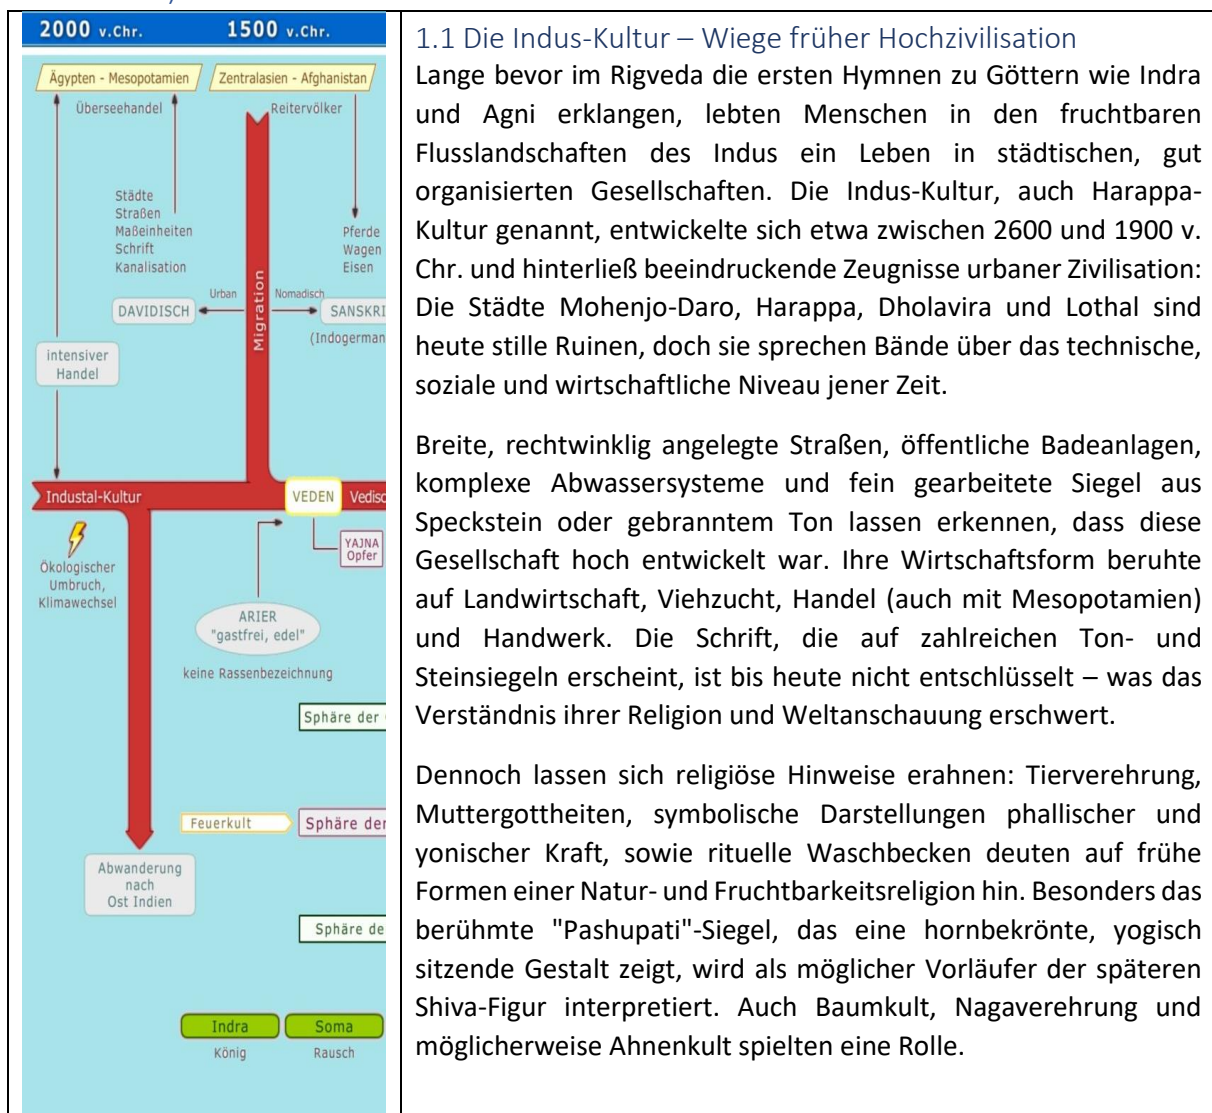 2000 v.Chr. 1500 v.Chr.
Ägypten - Mesopotamien
Zentralasien - Afghanistan
Überseehandel
Reitervölker
Städte
Straßen
Maßeinheiten
Schrift
Kanalisation
Pferde
Wagen
Eisen
Migration
Urban
Nomadisch
DAVIDISCH
SANSKRI
(Indogerman
intensiver
Handel
Industal-Kultur
VEDEN
Vedisc
YAJNA
Opfer
Ökologischer
Umbruch,
Klimawechsel
ARIER
"gastfrei, edel"
keine Rassenbezeichnung
Sphäre der
Feuerkult
Sphäre der
Abwanderung
nach
Ost Indien
Sphäre de
Indra
Soma
König
Rausch
1.1 Die Indus-Kultur – Wiege früher Hochzivilisation
Lange bevor im Rigveda die ersten Hymnen zu Göttern wie Indra
und Agni erklangen, lebten Menschen in den fruchtbaren
Flusslandschaften des Indus ein Leben in städtischen, gut
organisierten Gesellschaften. Die Indus-Kultur, auch Harappa-
Kultur genannt, entwickelte sich etwa zwischen 2600 und 1900 v.
Chr. und hinterließ beeindruckende Zeugnisse urbaner Zivilisation:
Die Städte Mohenjo-Daro, Harappa, Dholavira und Lothal sind
heute stille Ruinen, doch sie sprechen Bände über das technische,
soziale und wirtschaftliche Niveau jener Zeit.
Breite, rechtwinklig angelegte Straßen, öffentliche Badeanlagen,
komplexe Abwassersysteme und fein gearbeitete Siegel aus
Speckstein oder gebranntem Ton lassen erkennen, dass diese
Gesellschaft hoch entwickelt war. Ihre Wirtschaftsform beruhte
auf Landwirtschaft, Viehzucht, Handel (auch mit Mesopotamien)
und Handwerk. Die Schrift, die auf zahlreichen Ton- und
Steinsiegeln erscheint, ist bis heute nicht entschlüsselt – was das
Verständnis ihrer Religion und Weltanschauung erschwert.
Dennoch lassen sich religiöse Hinweise erahnen: Tierverehrung,
Muttergottheiten, symbolische Darstellungen phallischer und
yonischer Kraft, sowie rituelle Waschbecken deuten auf frühe
Formen einer Natur- und Fruchtbarkeitsreligion hin. Besonders das
berühmte "Pashupati"-Siegel, das eine hornbekrönte, yogisch
sitzende Gestalt zeigt, wird als möglicher Vorläufer der späteren
Shiva-Figur interpretiert. Auch Baumkult, Nagaverehrung und
möglicherweise Ahnenkult spielten eine Rolle.